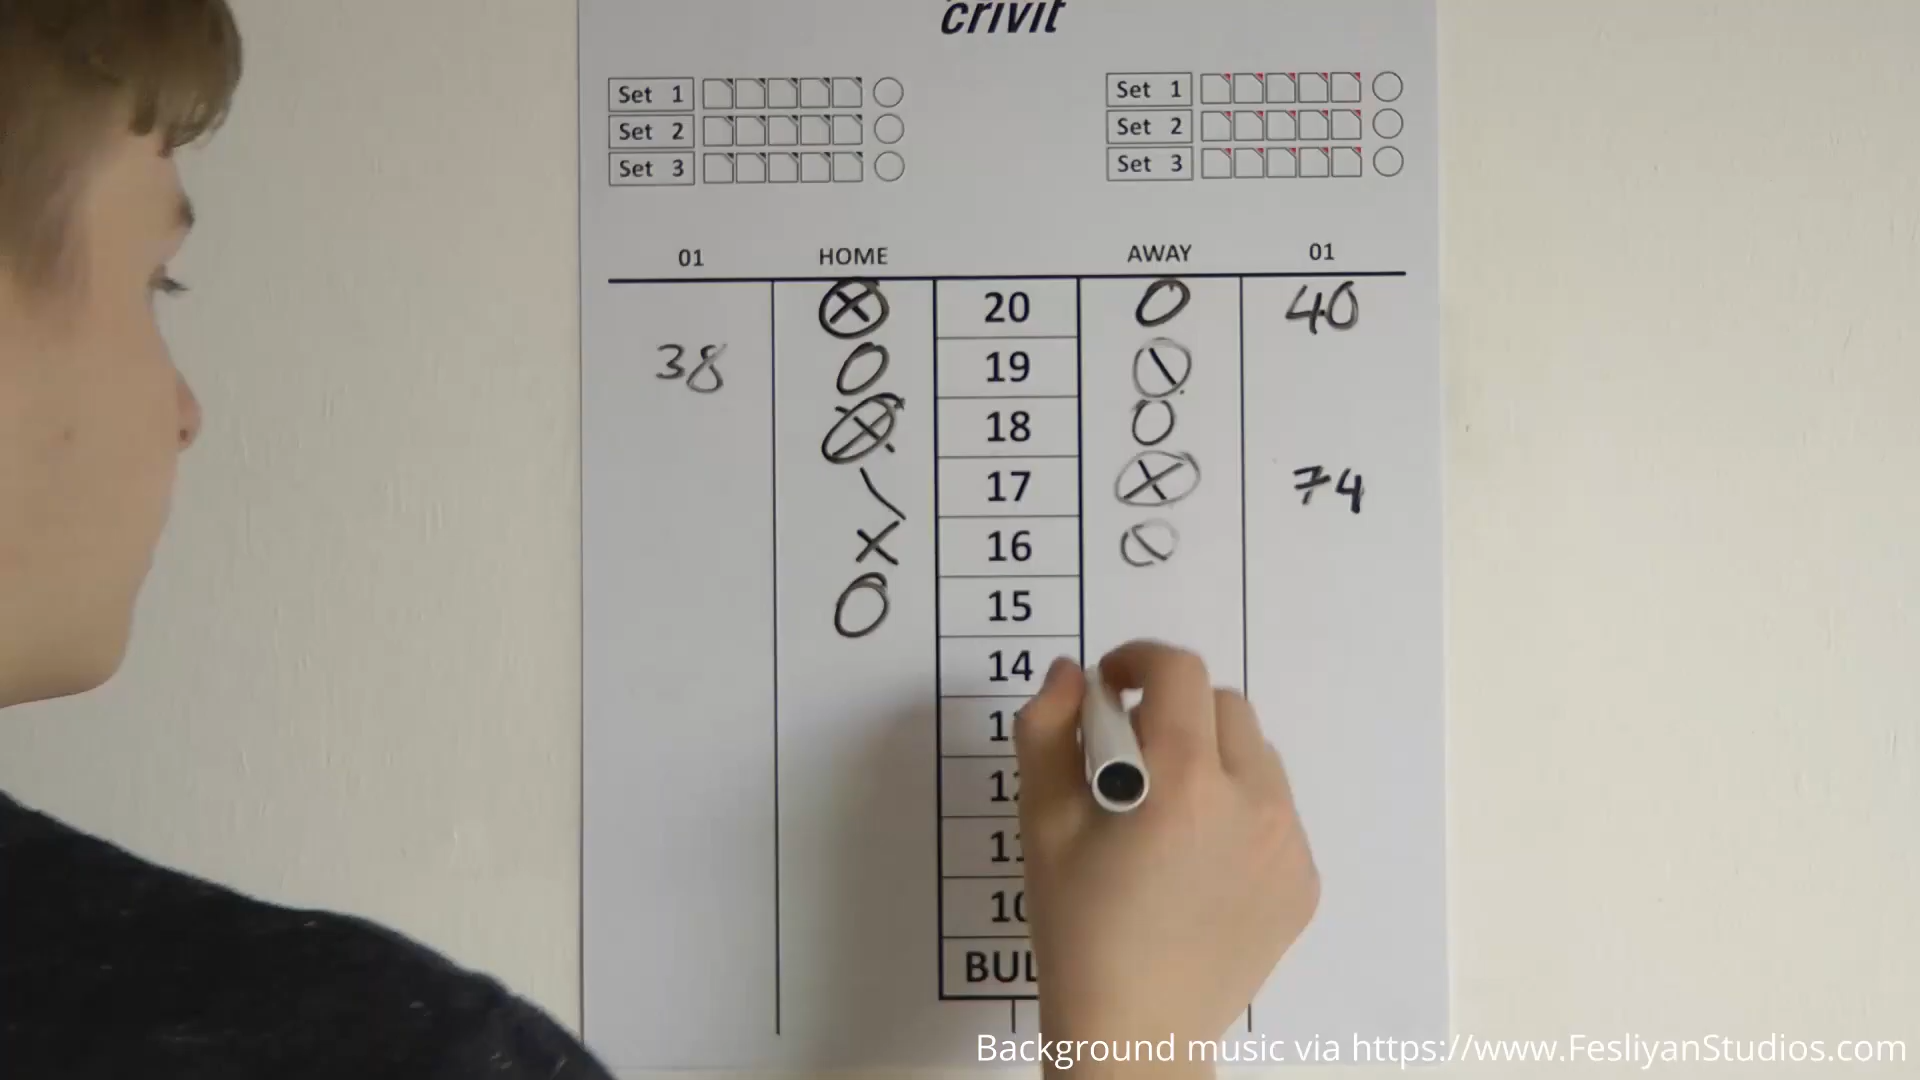 crivit
Set 1 Set 1
Set 2 Set 2
Set 3 Set 3
01 HOME AWAY 01
⊗ 20 O 40
38 O 19 ⦸
⊗ 18 O
\ 17 ⊗ 74
X 16 ⦸
O 15
14
Background music via https://www.FesliyanStudios.com